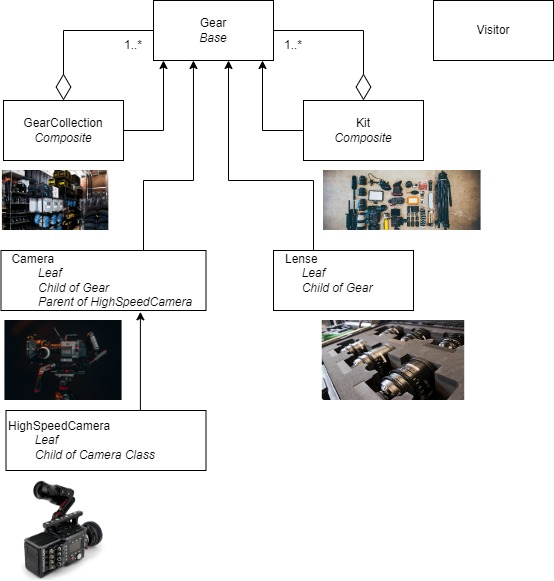 Gear
Base
Visitor
1..*
1..*
GearCollection
Composite
Kit
Composite
Camera
Leaf
Child of Gear
Parent of HighSpeedCamera
Lense
Leaf
Child of Gear
HighSpeedCamera
Leaf
Child of Camera Class